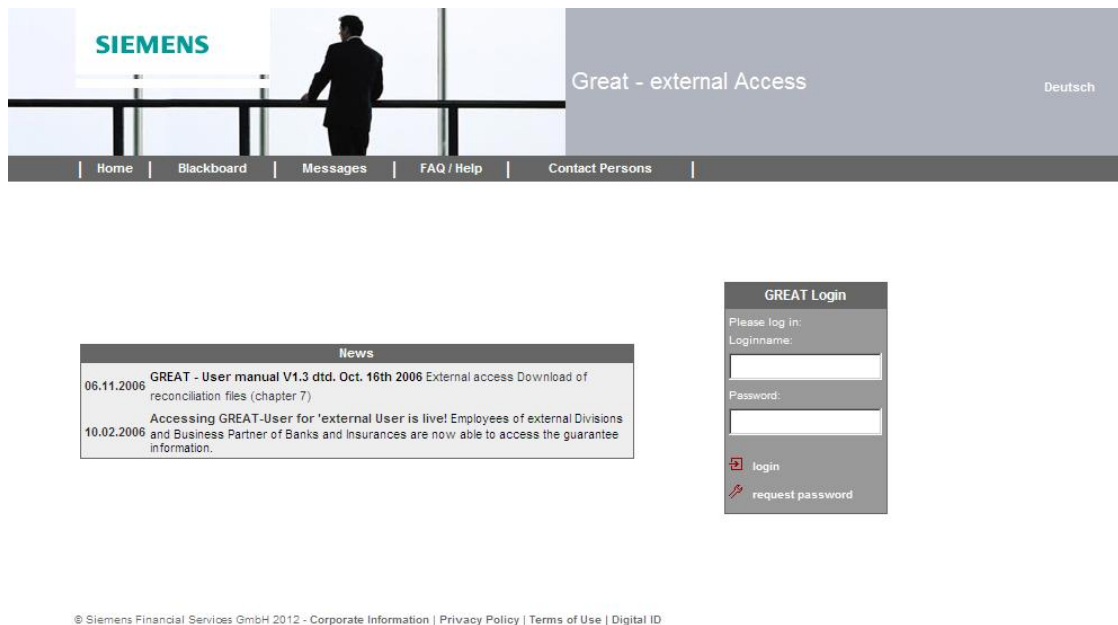 SIEMENS
Great - external Access
Deutsch
| Home | Blackboard | Messages | FAQ / Help | Contact Persons |
GREAT Login
Please log in:
Loginname:
Password:
login
request password
News
06.11.2006 GREAT - User manual V1.3 dtd. Oct. 16th 2006 External access Download of
reconciliation files (chapter 7)
10.02.2006 Accessing GREAT-User for 'external User is live! Employees of external Divisions
and Business Partner of Banks and Insurances are now able to access the guarantee
information.
© Siemens Financial Services GmbH 2012 - Corporate Information | Privacy Policy | Terms of Use | Digital ID